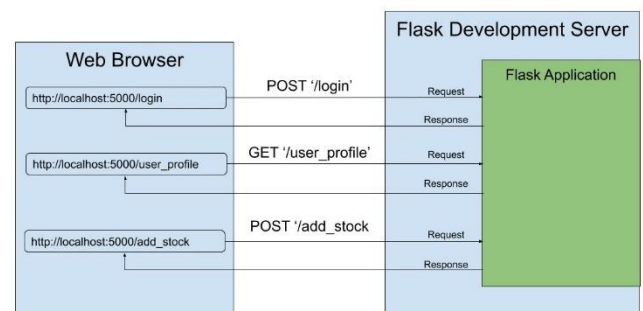 Flask Development Server
Web Browser
Flask Application
http://localhost:5000/login
POST '/login'
Request
Response
http://localhost:5000/user_profile
GET '/user_profile'
Request
Response
http://localhost:5000/add_stock
POST '/add_stock
Request
Response